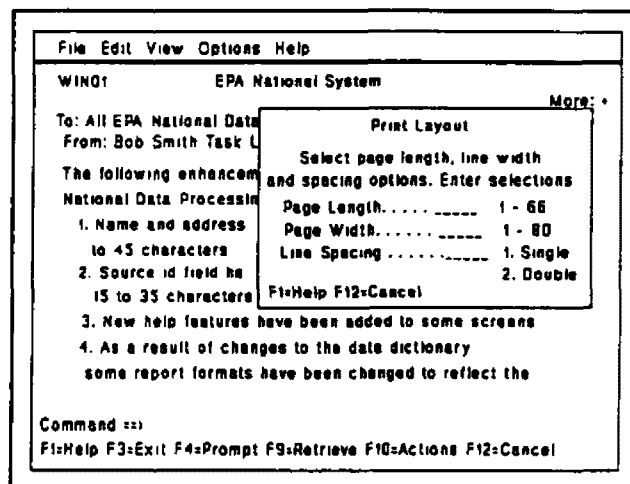 File Edit View Options Help
WIN01 EPA National System
More: +
To: All EPA National Data
From: Bob Smith Task L
The following enhancem
National Data Processin
1. Name and address
to 45 characters
2. Source id field ha
15 to 35 characters
3. New help features have been added to some screens
4. As a result of changes to the data dictionary
some report formats have been changed to reflect the
Print Layout
Select page length, line width
and spacing options. Enter selections
Page Length..... _____ 1 - 66
Page Width...... _____ 1 - 80
Line Spacing ..........._____ 1. Single
2. Double
F1=Help F12=Cancel
Command ==>
F1=Help F3=Exit F4=Prompt F9=Retrieve F10=Actions F12=Cancel